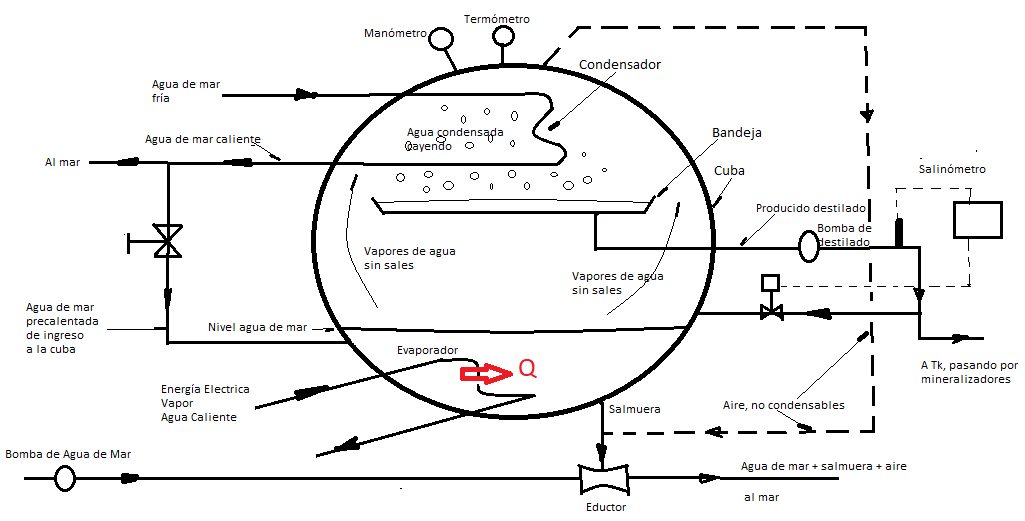 Termómetro
Manómetro
Condensador
Agua de mar
fría
Agua condensada
cayendo
Bandeja
Agua de mar caliente
Al mar
Cuba
Salinómetro
Producido destilado
Bomba de
destilado
Vapores de agua
sin sales
Vapores de agua
sin sales
Agua de mar
precalentada
de ingreso
a la cuba
Nivel agua de mar
Evaporador
Q
A Tk, pasando por
mineralizadores
Energía Electrica
Vapor
Agua Caliente
Salmuera
Aire, no condensables
Bomba de Agua de Mar
Agua de mar + salmuera + aire
al mar
Eductor